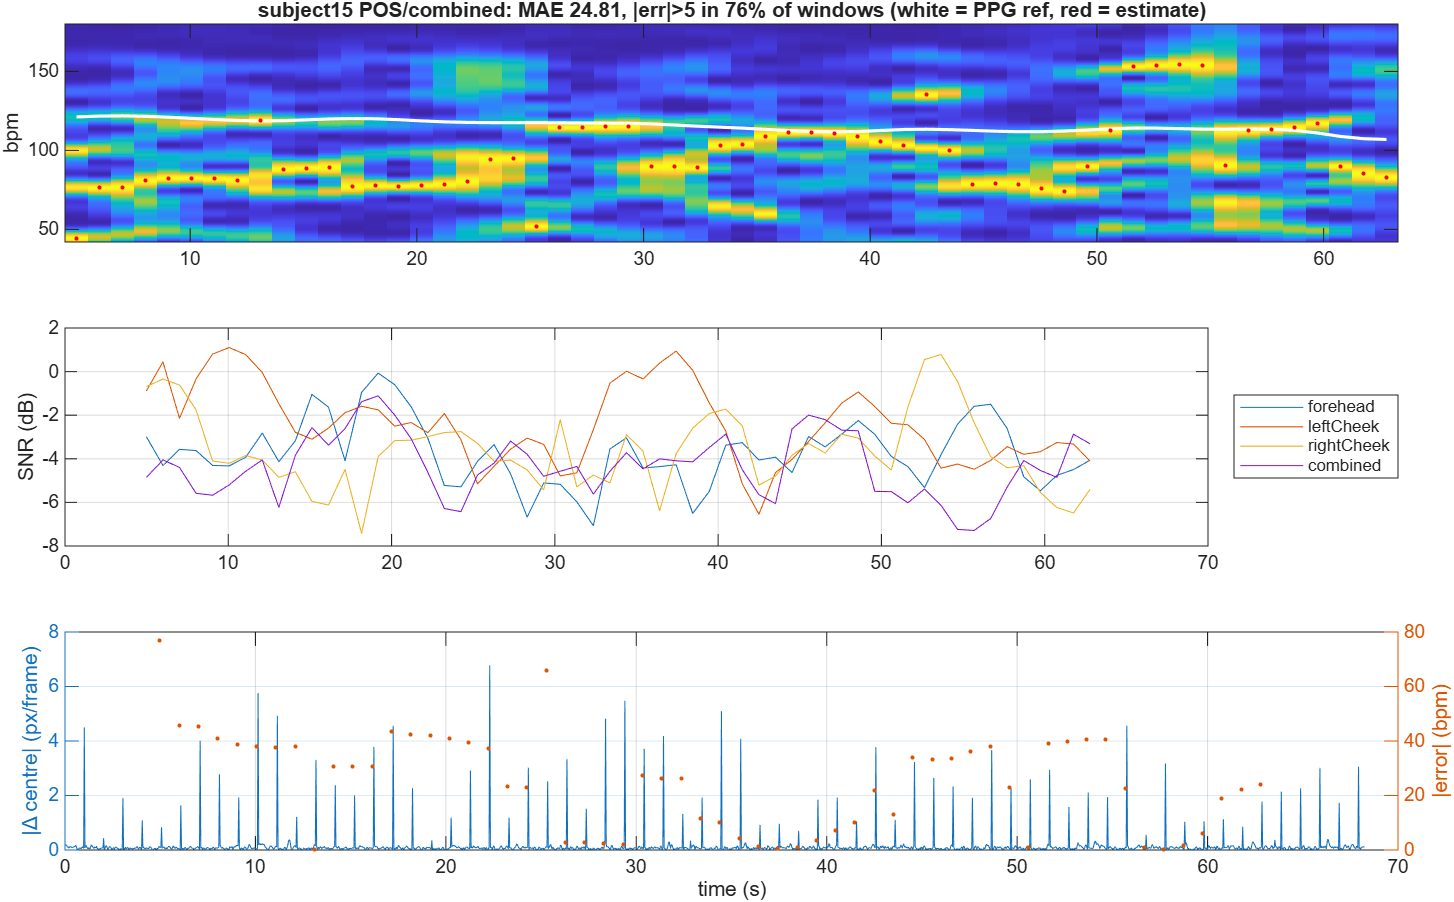 subject15 POS/combined: MAE 24.81, |err|>5 in 76% of windows (white = PPG ref, red = estimate)
150
100
50
bpm
10 20 30 40 50 60
2
0
-2
-4
-6
-8
SNR (dB)
0 10 20 30 40 50 60 70
forehead
leftCheek
rightCheek
combined
8
6
4
2
0
|Δ centre| (px/frame)
80
60
40
20
0
|error| (bpm)
0 10 20 30 40 50 60 70
time (s)